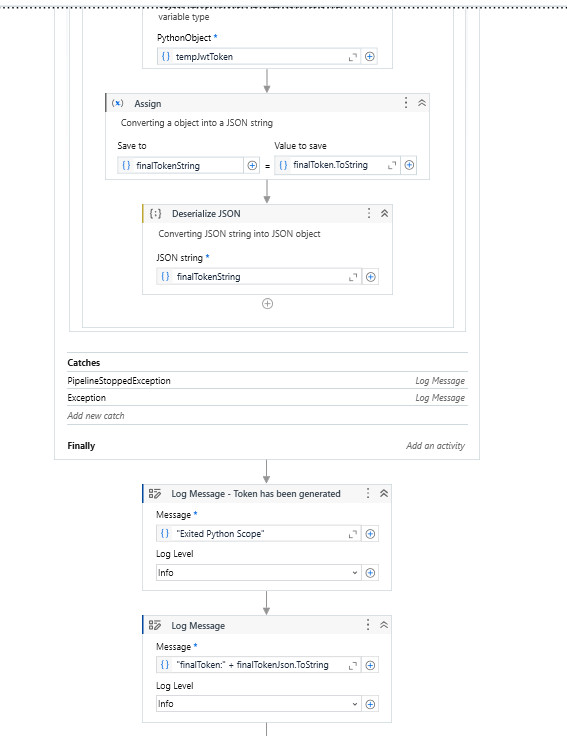 variable type
PythonObject *
{} tempJwtToken
(x) Assign
Converting a object into a JSON string
Save to
Value to save
{} finalTokenString = {} finalToken.ToString
{;} Deserialize JSON
Converting JSON string into JSON object
JSON string *
{} finalTokenString
Catches
PipelineStoppedException Log Message
Exception Log Message
Add new catch
Finally Add an activity
Log Message - Token has been generated
Message *
{} "Exited Python Scope"
Log Level
Info
Log Message
Message *
{} "finalToken:" + finalTokenJson.ToString
Log Level
Info